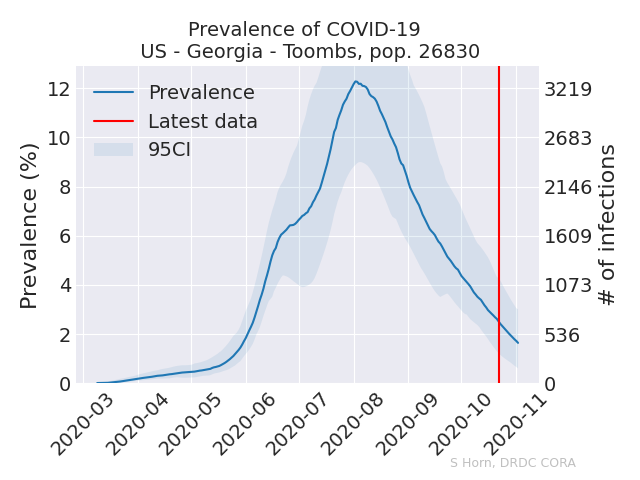 Prevalence of COVID-19
US - Georgia - Toombs, pop. 26830
Prevalence (%)
12
10
8
6
4
2
0
Prevalence
Latest data
95CI
3219
2683
2146
1609
1073
536
0
# of infections
2020-03
2020-04
2020-05
2020-06
2020-07
2020-08
2020-09
2020-10
2020-11
S Horn, DRDC CORA